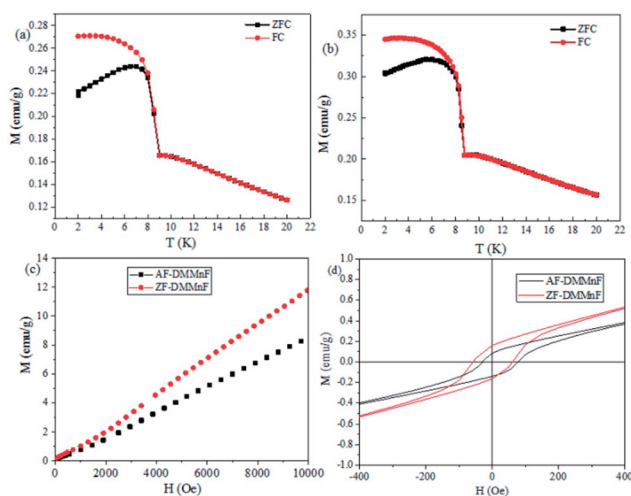 (a)
ZFC
FC
M (emu/g)
0.28
0.26
0.24
0.22
0.20
0.18
0.16
0.14
0.12
0 2 4 6 8 10 12 14 16 18 20 22
T (K)
(b)
ZFC
FC
M (emu/g)
0.35
0.30
0.25
0.20
0.15
0 2 4 6 8 10 12 14 16 18 20 22
T (K)
(c)
AF-DMMnF
ZF-DMMnF
M (emu/g)
14
12
10
8
6
4
2
0
0 2000 4000 6000 8000 10000
H (Oe)
(d)
AF-DMMnF
ZF-DMMnF
M (emu/g)
1.0
0.8
0.6
0.4
0.2
0.0
-0.2
-0.4
-0.6
-0.8
-1.0
-400 -200 0 200 400
H (Oe)